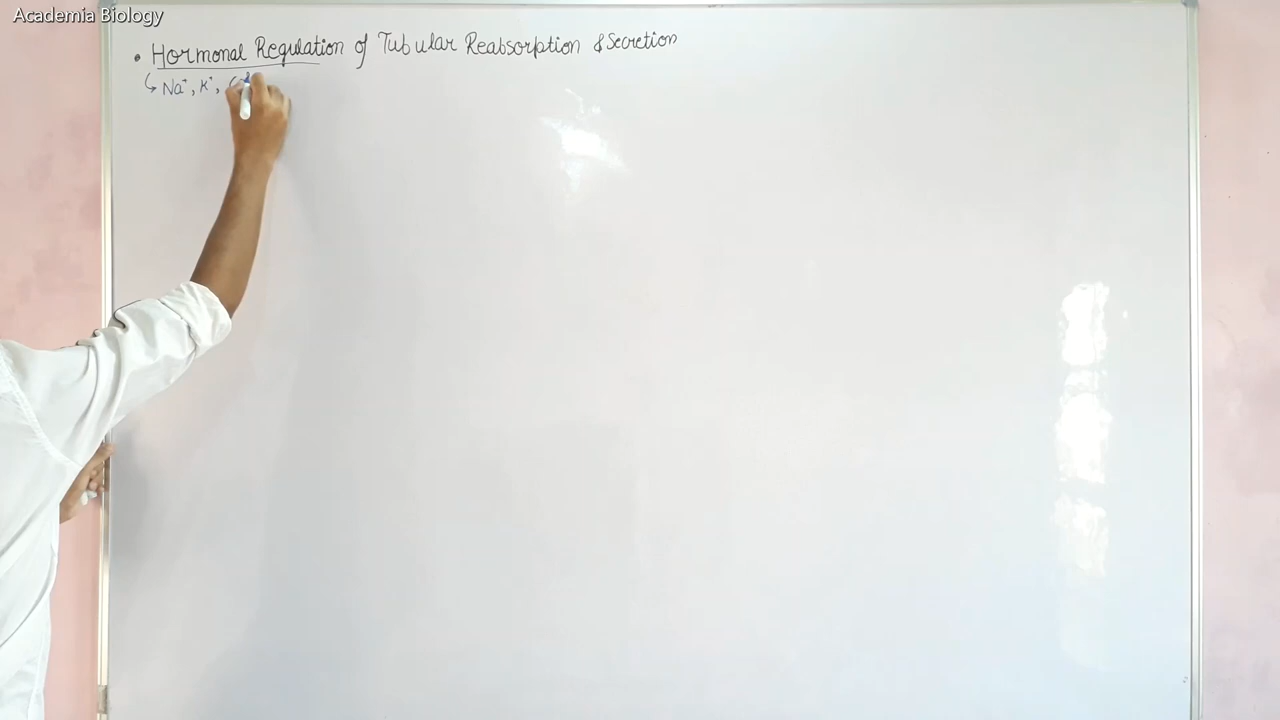 Academia Biology
• Hormonal Regulation of Tubular Reabsorption & Secretion
↳ Na⁺, K⁺,